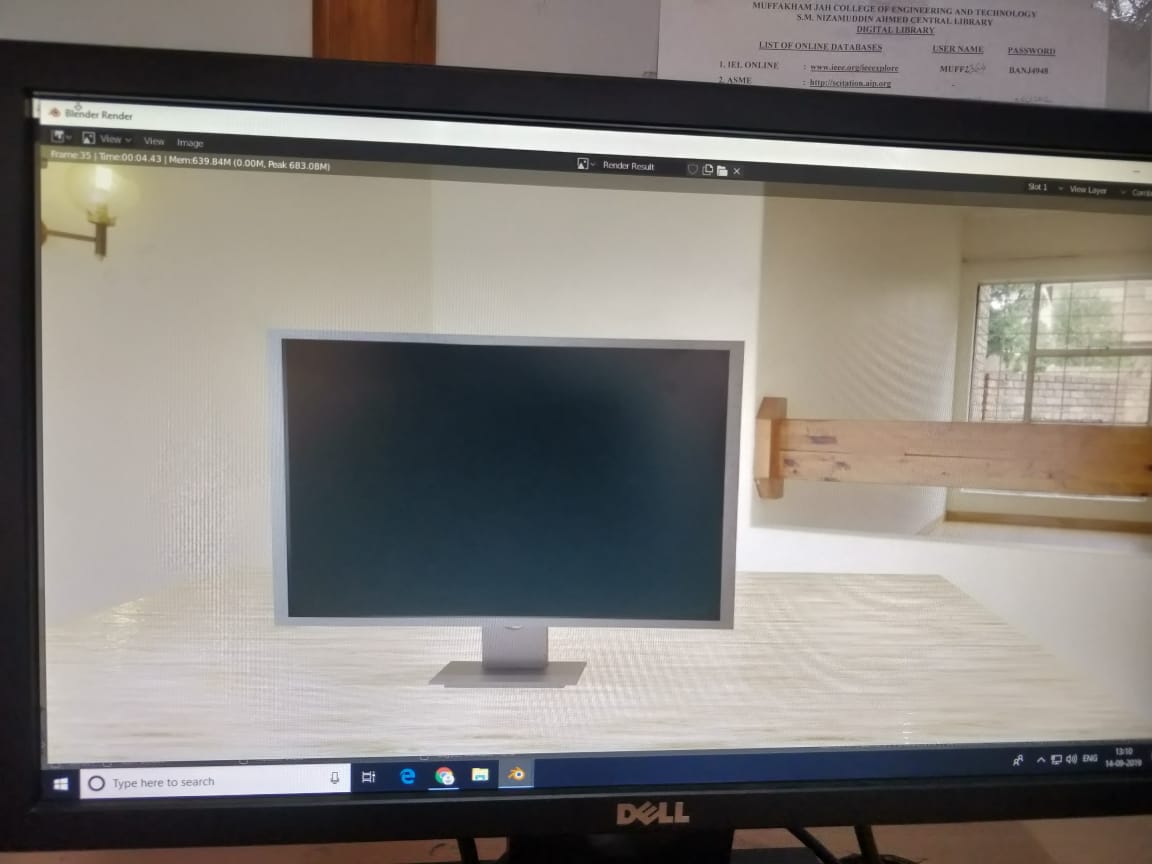 MUFFAKHAM JAH COLLEGE OF ENGINEERING AND TECHNOLOGY
S.M. NIZAMUDDIN AHMED CENTRAL LIBRARY
DIGITAL LIBRARY
LIST OF ONLINE DATABASES USER NAME PASSWORD
1. IEL ONLINE : www.ieee.org/ieeexplore MUFF2364 BANJ4948
2. ASME : http://scitation.aip.org -
Blender Render
View View Image
Frame:35 | Time:00:04.43 | Mem:639.84M (0.00M, Peak 683.08M)
Render Result
Slot 1 View Layer
Type here to search
ENG
13:10
14-09-2019
DELL